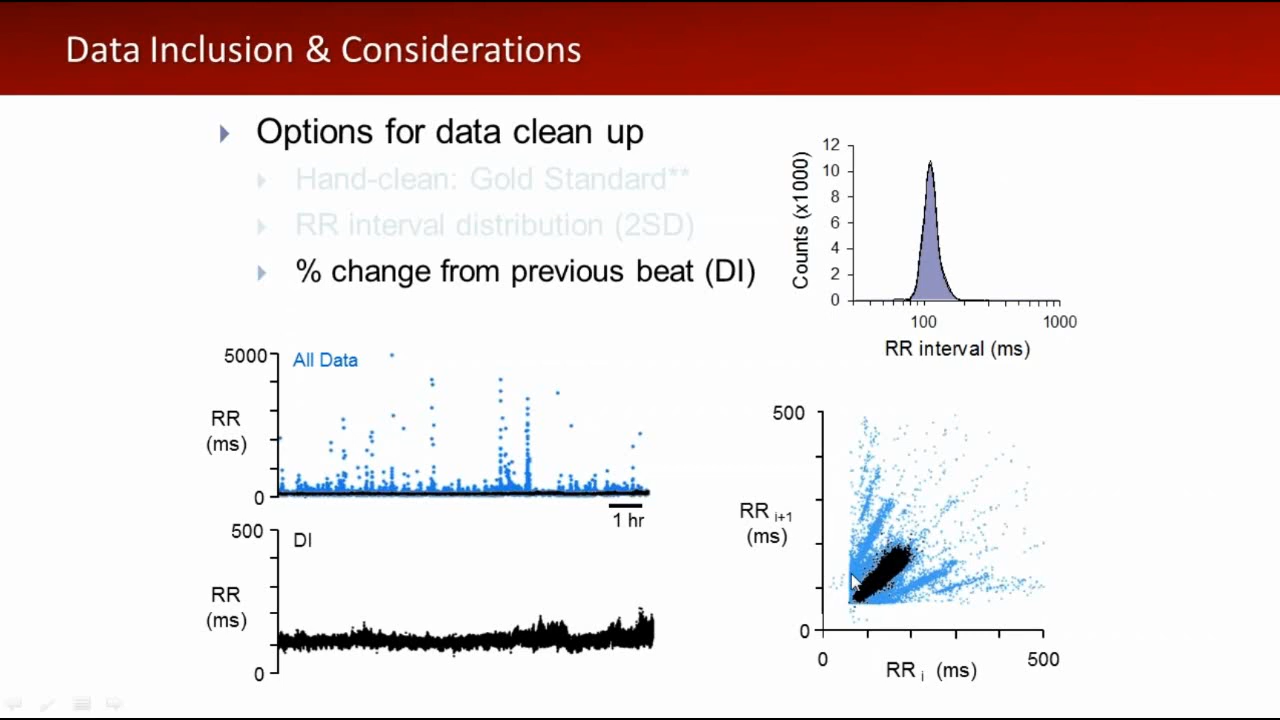 Data Inclusion & Considerations
Options for data clean up
Hand-clean: Gold Standard**
RR interval distribution (2SD)
% change from previous beat (DI)
Counts (x1000)
12
10
8
6
4
2
0
100
1000
RR interval (ms)
5000
All Data
RR
(ms)
0
1 hr
500
DI
RR
(ms)
0
500
RR i+1
(ms)
0
0
500
RR i (ms)